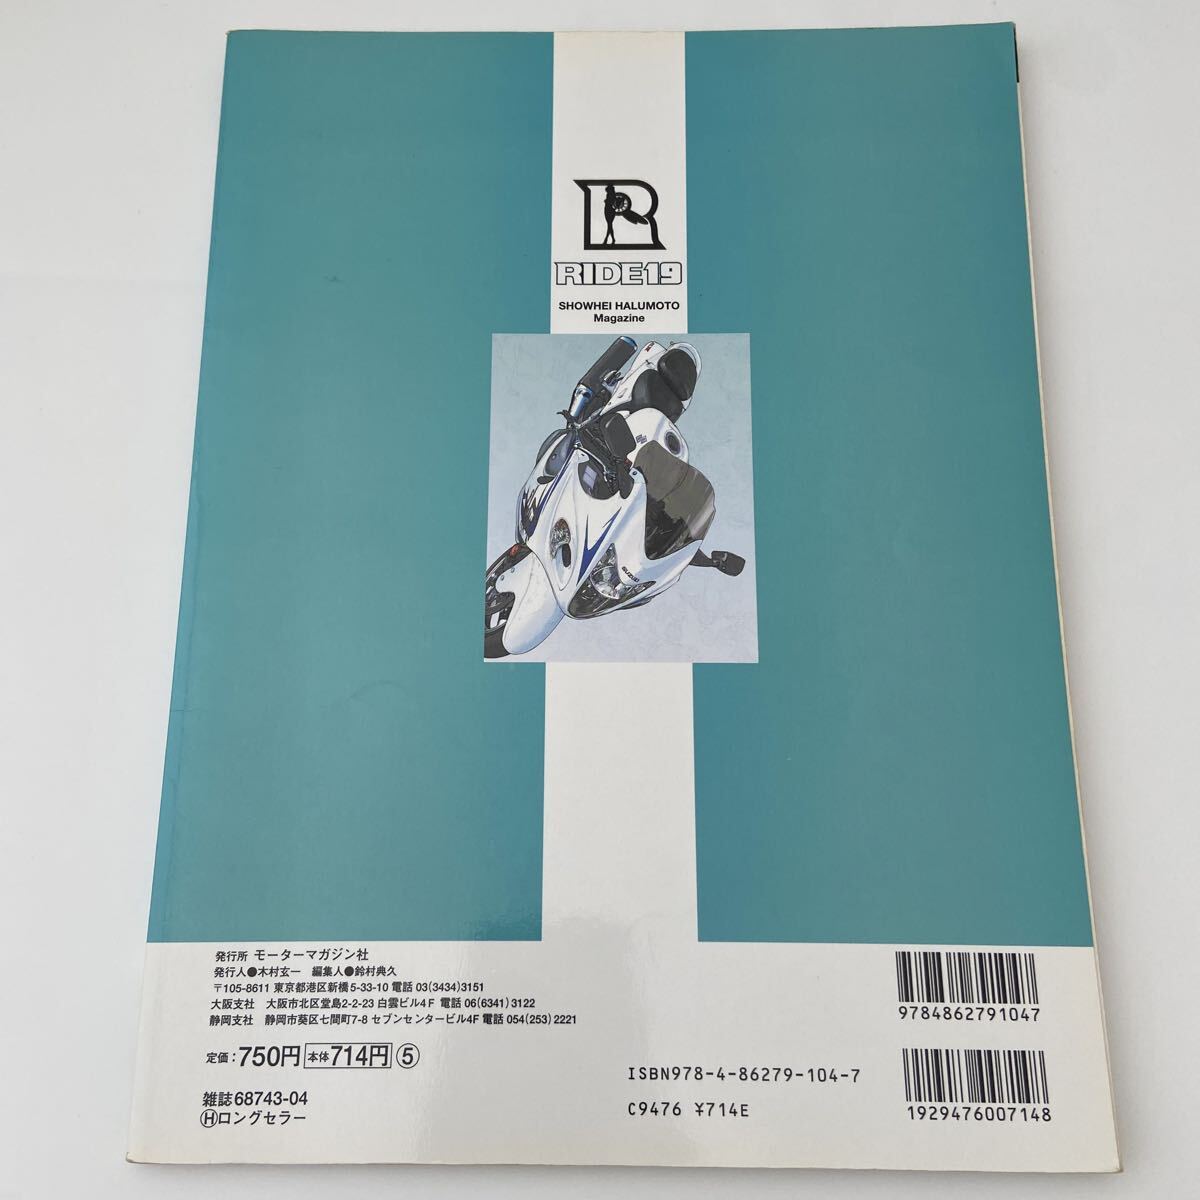 R
RIDE19
SHOWHEI HALUMOTO
Magazine
SUZUKI
発行所 モーターマガジン社
発行人●木村玄一 編集人●鈴村典久
〒105-8611 東京都港区新橋5-33-10 電話 03(3434)3151
大阪支社 大阪市北区堂島2-2-23 白雲ビル4F 電話 06(6341)3122
静岡支社 静岡市葵区七間町7-8 セブンセンタービル4F 電話 054(253)2221
定価：750円 本体714円 ⑤
雑誌68743-04
Ⓗロングセラー
9784862791047
ISBN978-4-86279-104-7
C9476 ¥714E
1929476007148